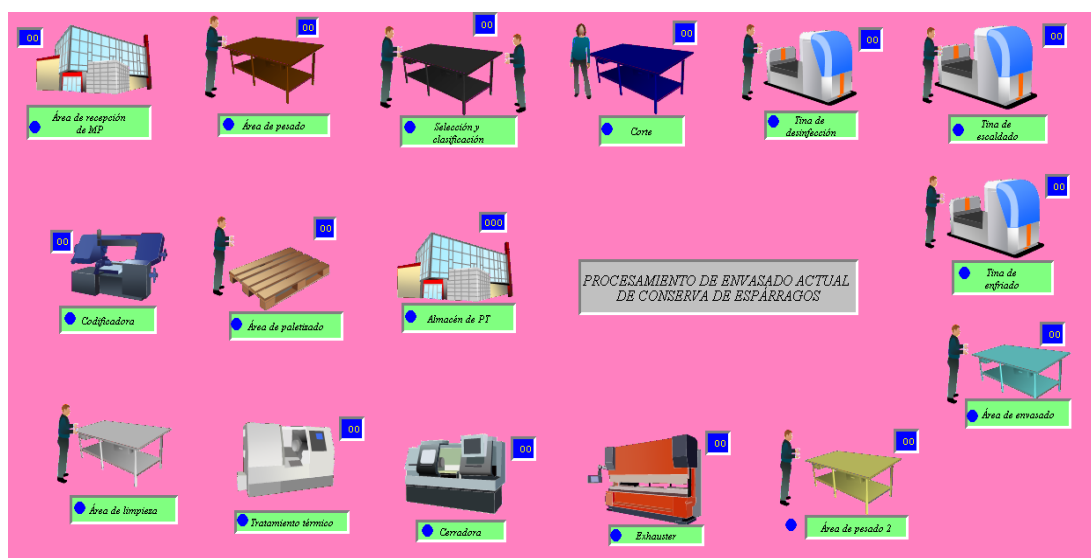 00
00
00
00
00
00
Área de recepción
de MP
Área de pesado
Selección y
clasificación
Corte
Tina de
desinfección
Tina de
escaldado
00
Tina de
enfriado
00
00
000
Codificadora
Área de paletizado
Almacén de PT
PROCESAMIENTO DE ENVASADO ACTUAL
DE CONSERVA DE ESPÁRRAGOS
00
Área de envasado
00
00
00
00
Área de limpieza
Tratamiento térmico
Cerradora
Exhauster
Área de pesado 2